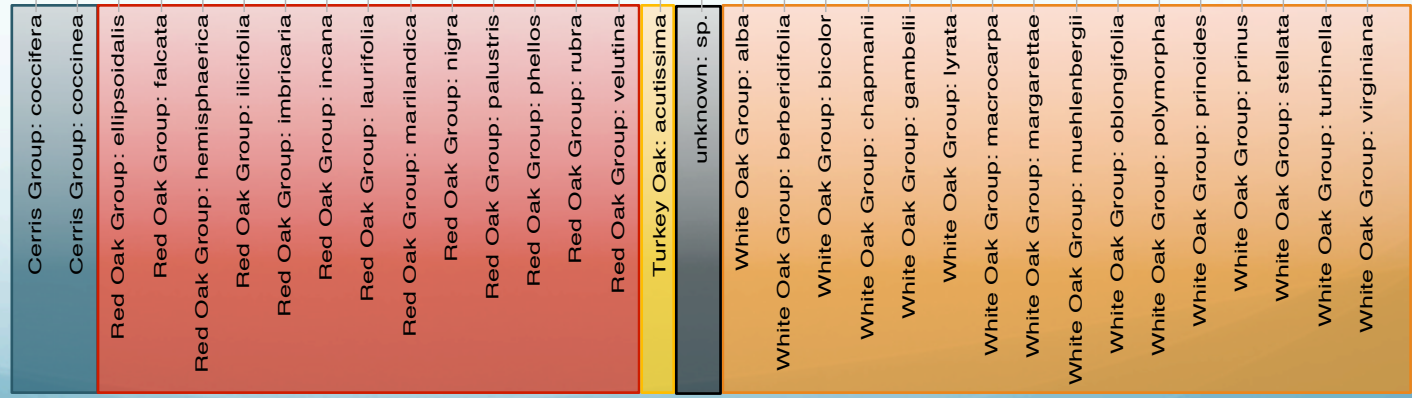 Cerris Group: coccifera
Cerris Group: coccinea
Red Oak Group: ellipsoidalis
Red Oak Group: falcata
Red Oak Group: hemisphaerica
Red Oak Group: ilicifolia
Red Oak Group: imbricaria
Red Oak Group: incana
Red Oak Group: laurifolia
Red Oak Group: marilandica
Red Oak Group: nigra
Red Oak Group: palustris
Red Oak Group: phellos
Red Oak Group: rubra
Red Oak Group: velutina
Turkey Oak: acutissima
unknown: sp.
White Oak Group: alba
White Oak Group: berberidifolia
White Oak Group: bicolor
White Oak Group: chapmanii
White Oak Group: gambelii
White Oak Group: lyrata
White Oak Group: macrocarpa
White Oak Group: margarettae
White Oak Group: muehlenbergii
White Oak Group: oblongifolia
White Oak Group: polymorpha
White Oak Group: prinoides
White Oak Group: prinus
White Oak Group: stellata
White Oak Group: turbinella
White Oak Group: virginiana